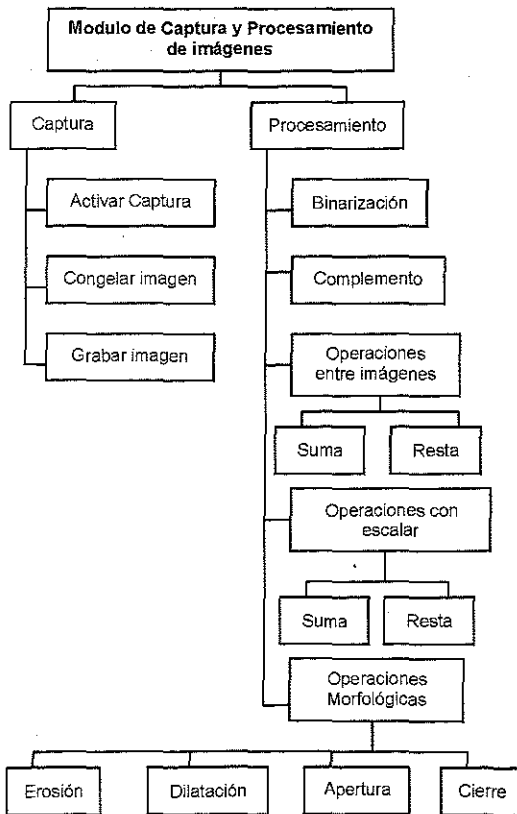 Modulo de Captura y Procesamiento
de imágenes
Captura
Procesamiento
Activar Captura
Binarización
Congelar imagen
Complemento
Grabar imagen
Operaciones
entre imágenes
Suma
Resta
Operaciones con
escalar
Suma
Resta
Operaciones
Morfológicas
Erosión
Dilatación
Apertura
Cierre